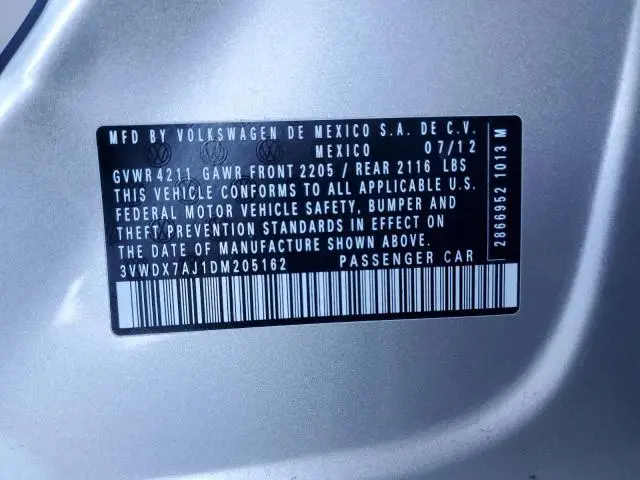 MFD BY VOLKSWAGEN DE MEXICO S.A. DE C.V.
MEXICO 07/12
GVWR 4211 GAWR FRONT 2205 / REAR 2116 LBS
THIS VEHICLE CONFORMS TO ALL APPLICABLE U.S.
FEDERAL MOTOR VEHICLE SAFETY, BUMPER AND
THEFT PREVENTION STANDARDS IN EFFECT ON
THE DATE OF MANUFACTURE SHOWN ABOVE.
3VWDX7AJ1DM205162 PASSENGER CAR
2866952 1013 M